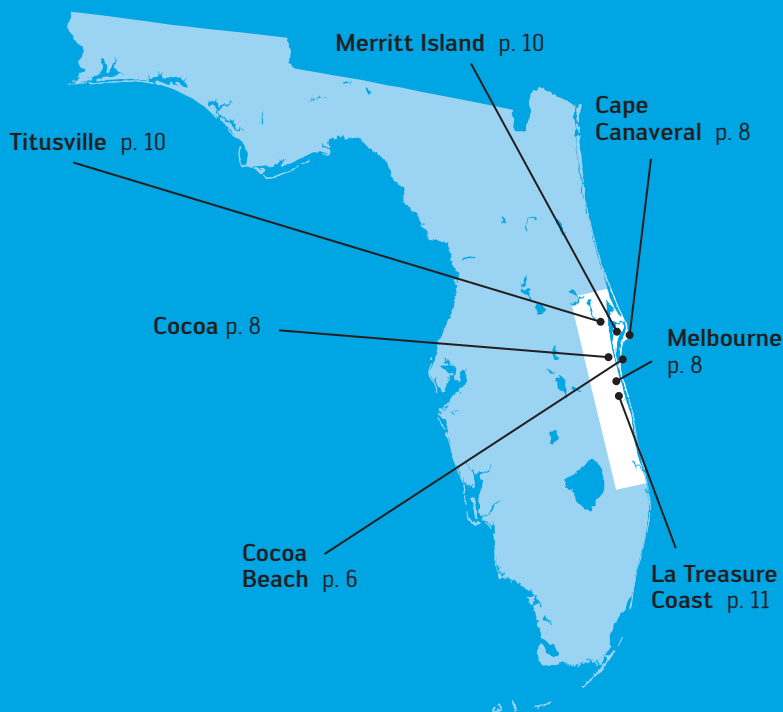 Merritt Island p. 10
Cape
Canaveral p. 8
Titusville p. 10
Cocoa p. 8
Melbourne
p. 8
Cocoa
Beach p. 6
La Treasure
Coast p. 11